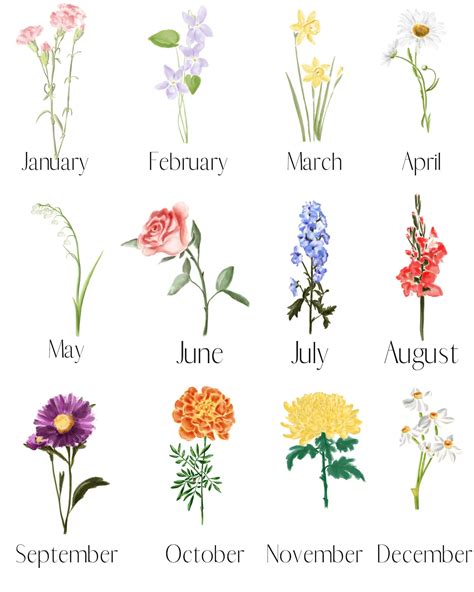 January February March April
May June July August
September October November December